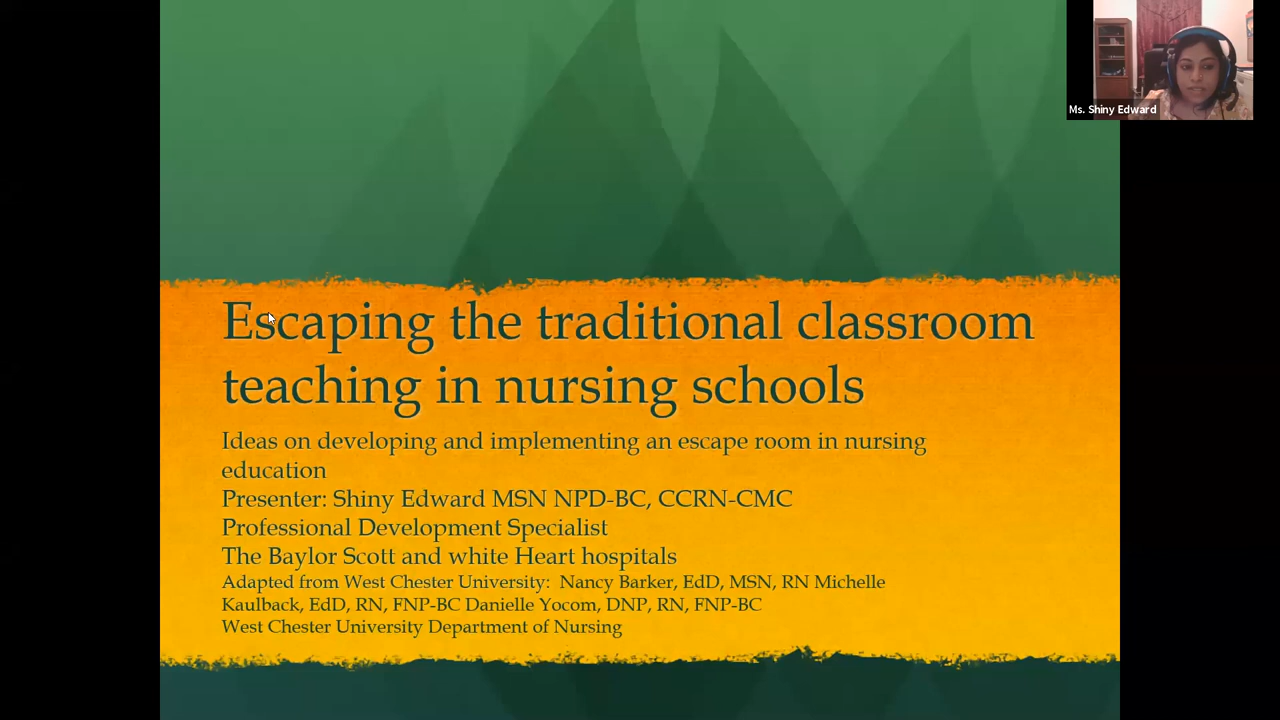 Ms. Shiny Edward
Escaping the traditional classroom
teaching in nursing schools
Ideas on developing and implementing an escape room in nursing
education
Presenter: Shiny Edward MSN NPD-BC, CCRN-CMC
Professional Development Specialist
The Baylor Scott and white Heart hospitals
Adapted from West Chester University:  Nancy Barker, EdD, MSN, RN Michelle
Kaulback, EdD, RN, FNP-BC Danielle Yocom, DNP, RN, FNP-BC
West Chester University Department of Nursing